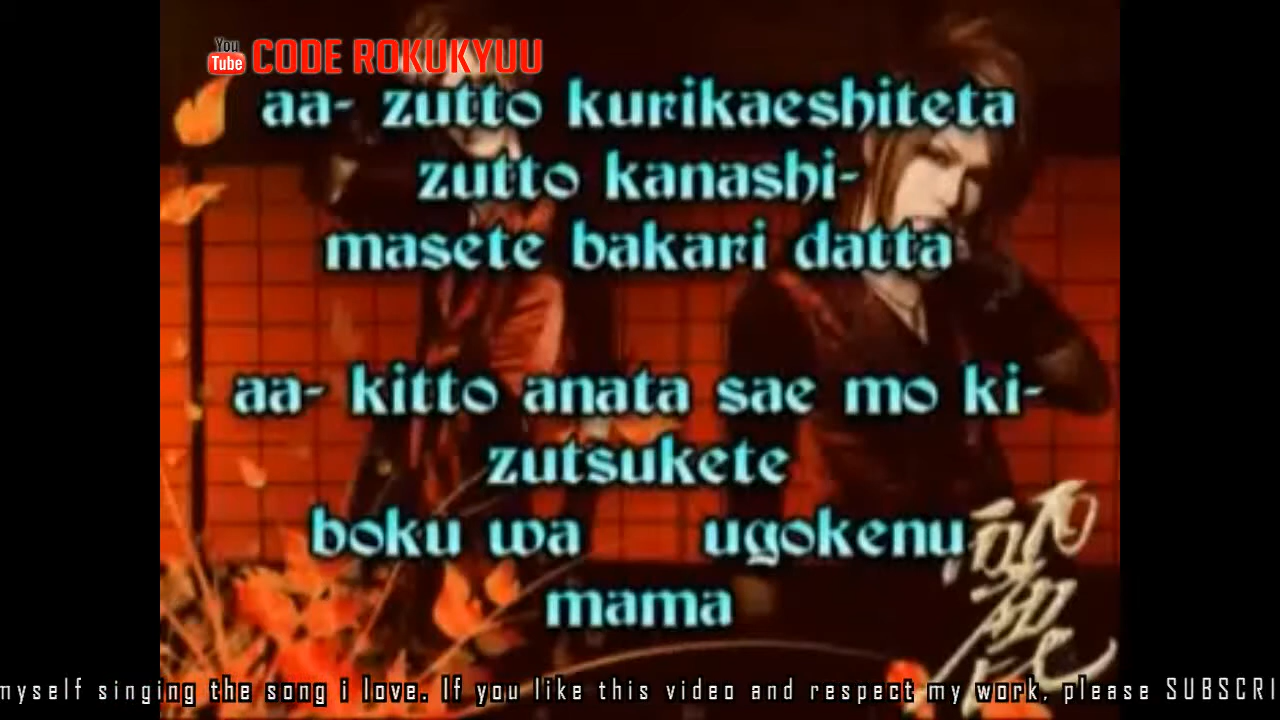 You
Tube CODE ROKUKYUU
aa- zutto kurikaeshiteta
zutto kanashi-
masete bakari datta
aa- kitto anata sae mo ki-
zutsukete
boku wa ugokenu
mama
麗
myself singing the song i love. If you like this video and respect my work, please SUBSCRI